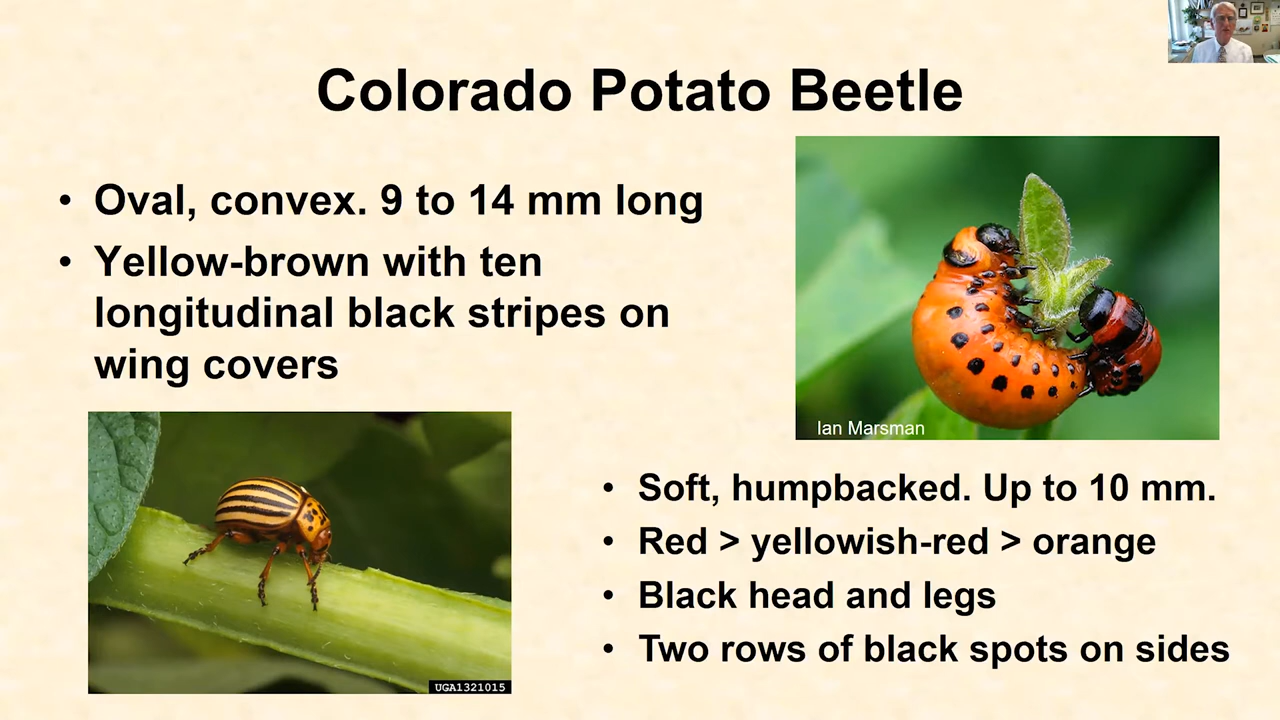 Colorado Potato Beetle
• Oval, convex. 9 to 14 mm long
• Yellow-brown with ten
longitudinal black stripes on
wing covers
Ian Marsman
UGA1321015
• Soft, humpbacked. Up to 10 mm.
• Red > yellowish-red > orange
• Black head and legs
• Two rows of black spots on sides